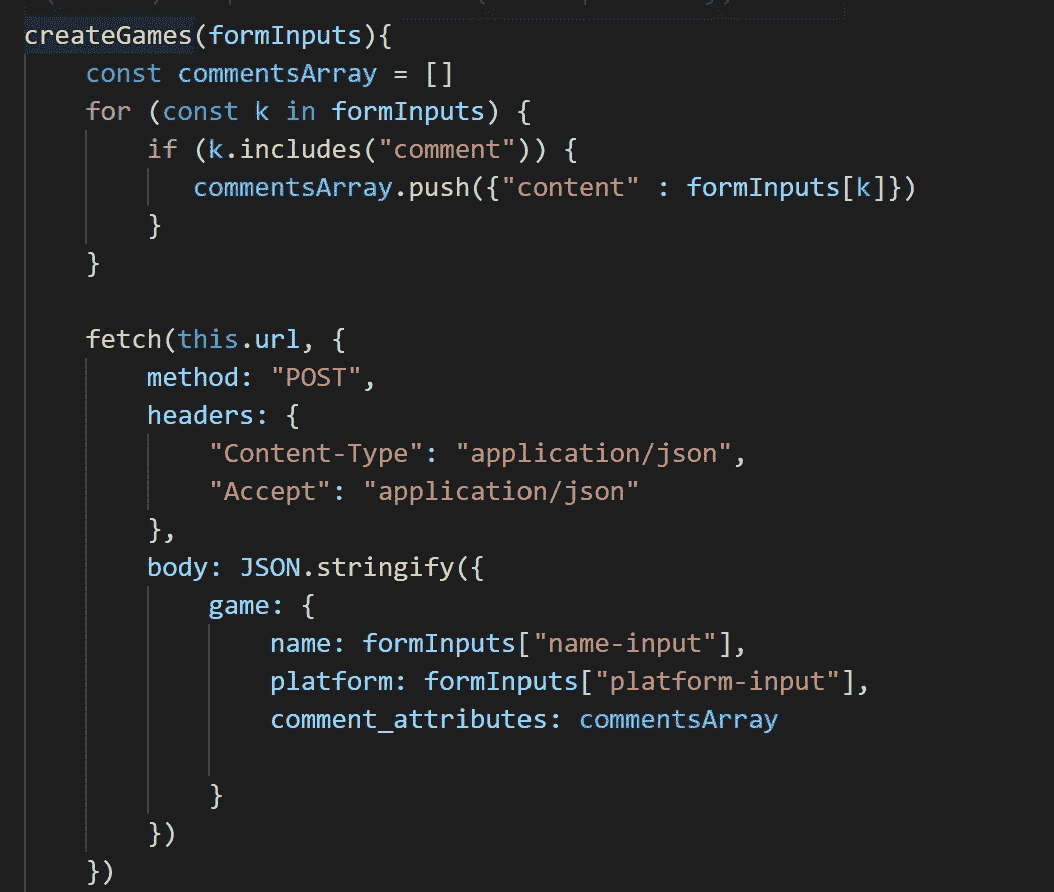 createGames(formInputs){
    const commentsArray = []
    for (const k in formInputs) {
        if (k.includes("comment")) {
           commentsArray.push({"content" : formInputs[k]})
        }
    }

    fetch(this.url, {
        method: "POST",
        headers: {
            "Content-Type": "application/json",
            "Accept": "application/json"
        },
        body: JSON.stringify({
            game: {
                name: formInputs["name-input"],
                platform: formInputs["platform-input"],
                comment_attributes: commentsArray

            }
        })
    })